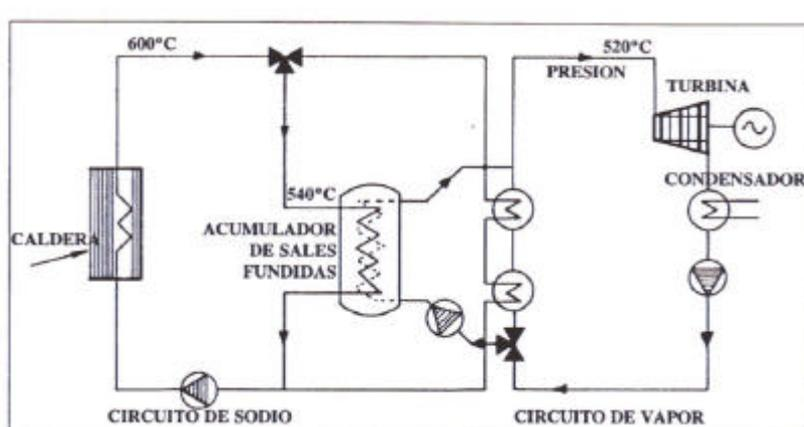 600°C
520°C
PRESION
TURBINA
CONDENSADOR
540°C
ACUMULADOR
DE SALES
FUNDIDAS
CALDERA
CIRCUITO DE SODIO
CIRCUITO DE VAPOR